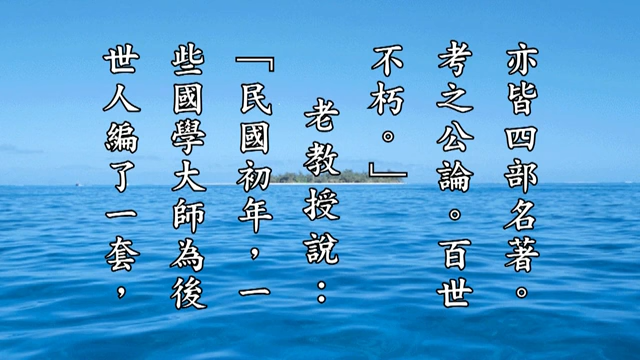 亦皆四部名著。
考之公論。百世
不朽。」
老教授說：
「民國初年，一
些國學大師為後
世人編了一套，